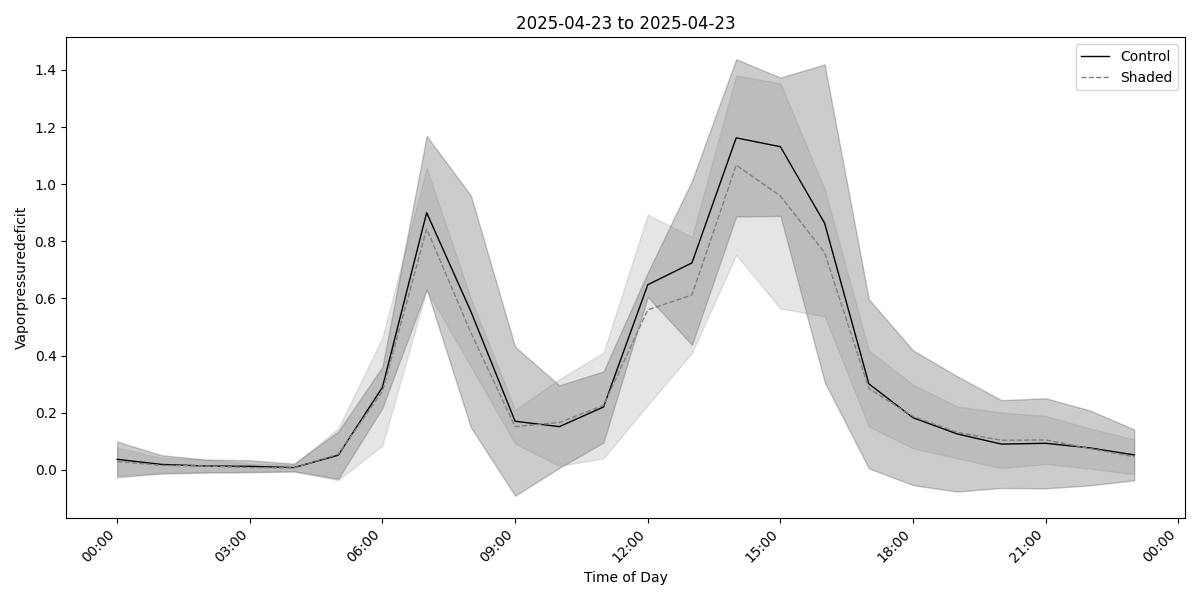 2025-04-23 to 2025-04-23
Control
Shaded
Vaporpressuredeficit
1.4
1.2
1.0
0.8
0.6
0.4
0.2
0.0
00:00 03:00 06:00 09:00 12:00 15:00 18:00 21:00 00:00
Time of Day